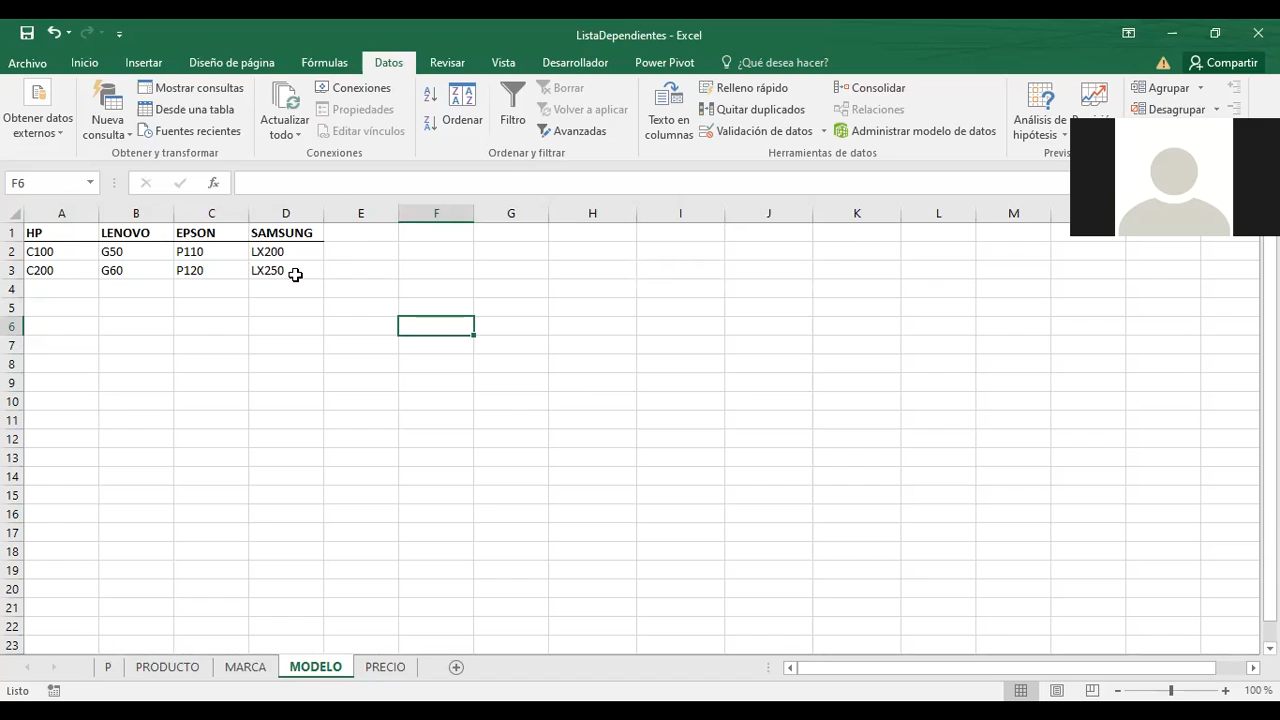 ListaDependientes - Excel
Archivo Inicio Insertar Diseño de página Fórmulas Datos Revisar Vista Desarrollador Power Pivot ¿Qué desea hacer? Compartir
Obtener datos externos
Nueva consulta
Mostrar consultas
Desde una tabla
Fuentes recientes
Obtener y transformar
Actualizar todo
Conexiones
Propiedades
Editar vínculos
Conexiones
Ordenar
Filtro
Borrar
Volver a aplicar
Avanzadas
Ordenar y filtrar
Texto en columnas
Relleno rápido
Quitar duplicados
Validación de datos
Consolidar
Relaciones
Administrar modelo de datos
Herramientas de datos
Análisis de hipótesis
Agrupar
Desagrupar
F6 fx
A B C D E F G H I J K L M
1 HP LENOVO EPSON SAMSUNG
2 C100 G50 P110 LX200
3 C200 G60 P120 LX250
4
5
6
7
8
9
10
11
12
13
14
15
16
17
18
19
20
21
22
23
P PRODUCTO MARCA MODELO PRECIO
Listo 100 %